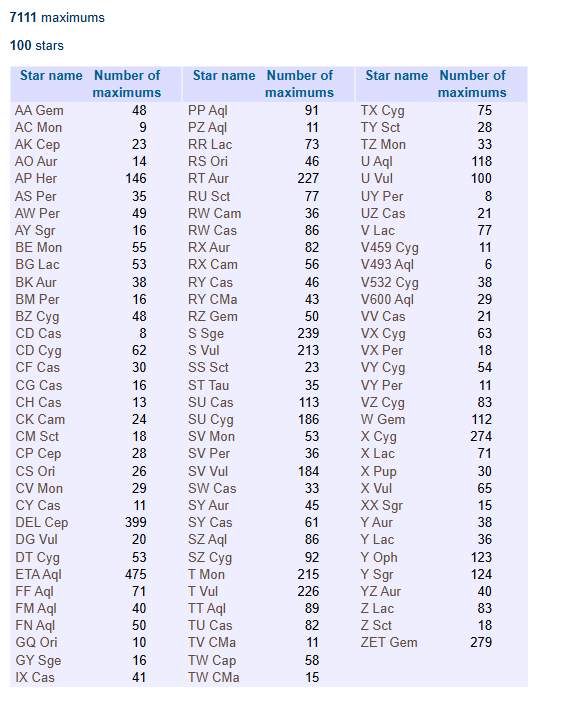 7111 maximums
100 stars
Star name Number of maximums Star name Number of maximums Star name Number of maximums
AA Gem 48 PP Aql 91 TX Cyg 75
AC Mon 9 PZ Aql 11 TY Sct 28
AK Cep 23 RR Lac 73 TZ Mon 33
AO Aur 14 RS Ori 46 U Aql 118
AP Her 146 RT Aur 227 U Vul 100
AS Per 35 RU Sct 77 UY Per 8
AW Per 49 RW Cam 36 UZ Cas 21
AY Sgr 16 RW Cas 86 V Lac 77
BE Mon 55 RX Aur 82 V459 Cyg 11
BG Lac 53 RX Cam 56 V493 Aql 6
BK Aur 38 RY Cas 46 V532 Cyg 38
BM Per 16 RY CMa 43 V600 Aql 29
BZ Cyg 48 RZ Gem 50 VV Cas 21
CD Cas 8 S Sge 239 VX Cyg 63
CD Cyg 62 S Vul 213 VX Per 18
CF Cas 30 SS Sct 23 VY Cyg 54
CG Cas 16 ST Tau 35 VY Per 11
CH Cas 13 SU Cas 113 VZ Cyg 83
CK Cam 24 SU Cyg 186 W Gem 112
CM Sct 18 SV Mon 53 X Cyg 274
CP Cep 28 SV Per 36 X Lac 71
CS Ori 26 SV Vul 184 X Pup 30
CV Mon 29 SW Cas 33 X Vul 65
CY Cas 11 SY Aur 45 XX Sgr 15
DEL Cep 399 SY Cas 61 Y Aur 38
DG Vul 20 SZ Aql 86 Y Lac 36
DT Cyg 53 SZ Cyg 92 Y Oph 123
ETA Aql 475 T Mon 215 Y Sgr 124
FF Aql 71 T Vul 226 YZ Aur 40
FM Aql 40 TT Aql 89 Z Lac 83
FN Aql 50 TU Cas 82 Z Sct 18
GQ Ori 10 TV CMa 11 ZET Gem 279
GY Sge 16 TW Cap 58
IX Cas 41 TW CMa 15